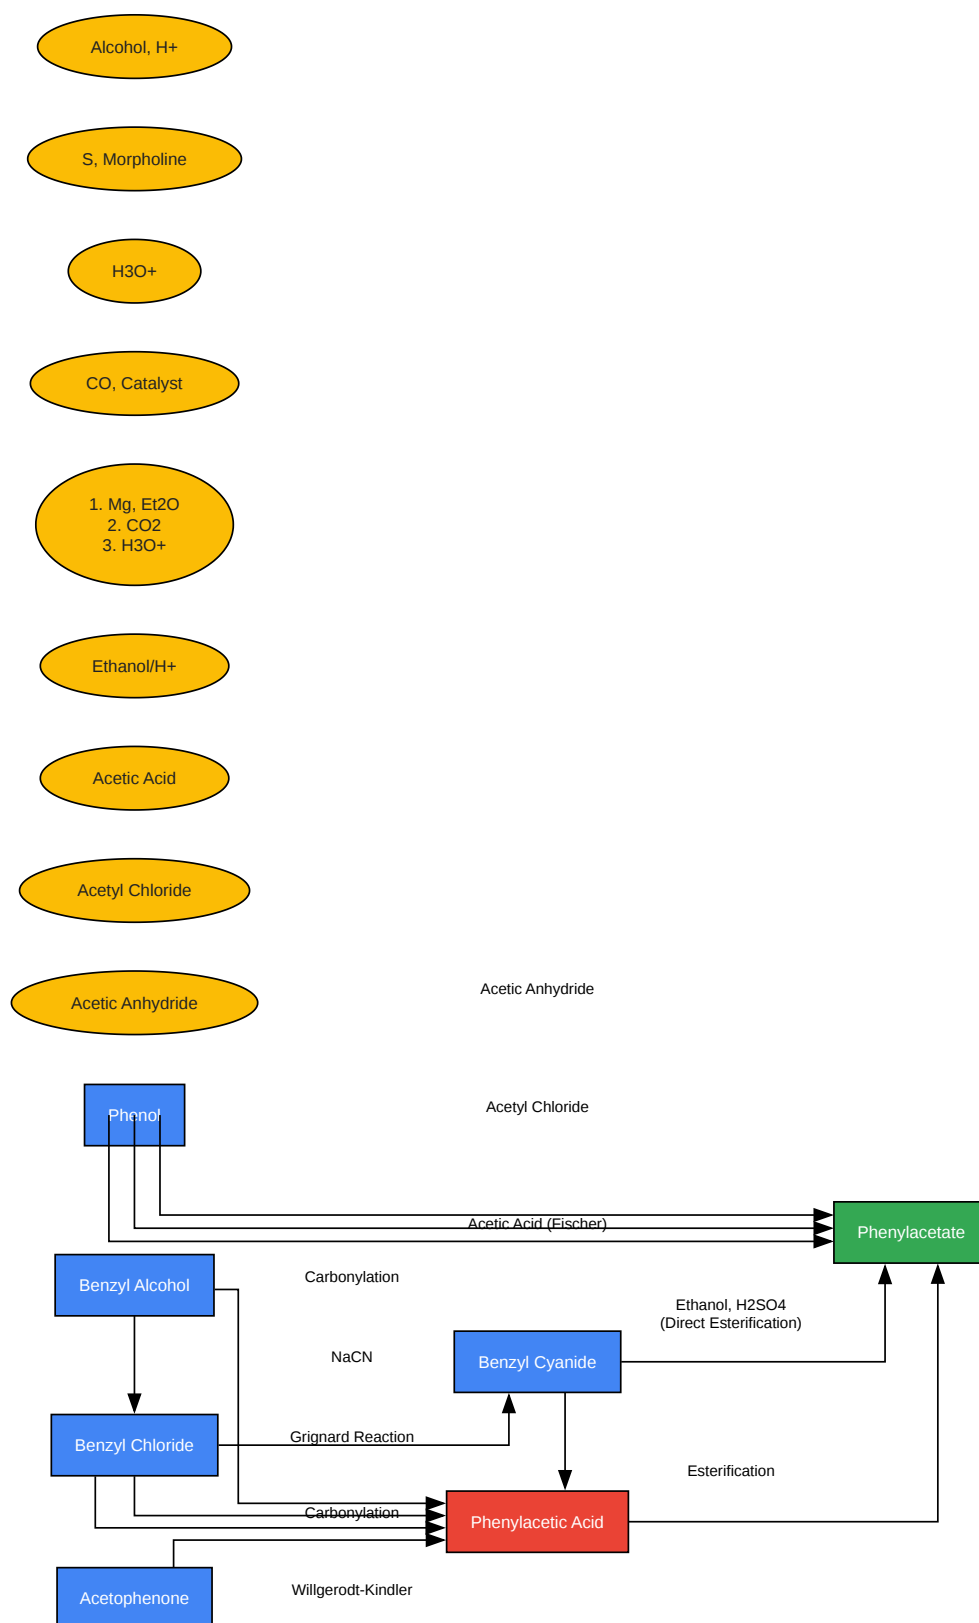 Alcohol, H+
S, Morpholine
H3O+
CO, Catalyst
1. Mg, Et2O
2. CO2
3. H3O+
Ethanol/H+
Acetic Acid
Acetyl Chloride
Acetic Anhydride
Acetic Anhydride
Phenol
Acetyl Chloride
Acetic Acid (Fischer)
Phenylacetate
Benzyl Alcohol
Carbonylation
Ethanol, H2SO4
(Direct Esterification)
NaCN
Benzyl Cyanide
Benzyl Chloride
Grignard Reaction
Esterification
Carbonylation
Phenylacetic Acid
Acetophenone
Willgerodt-Kindler